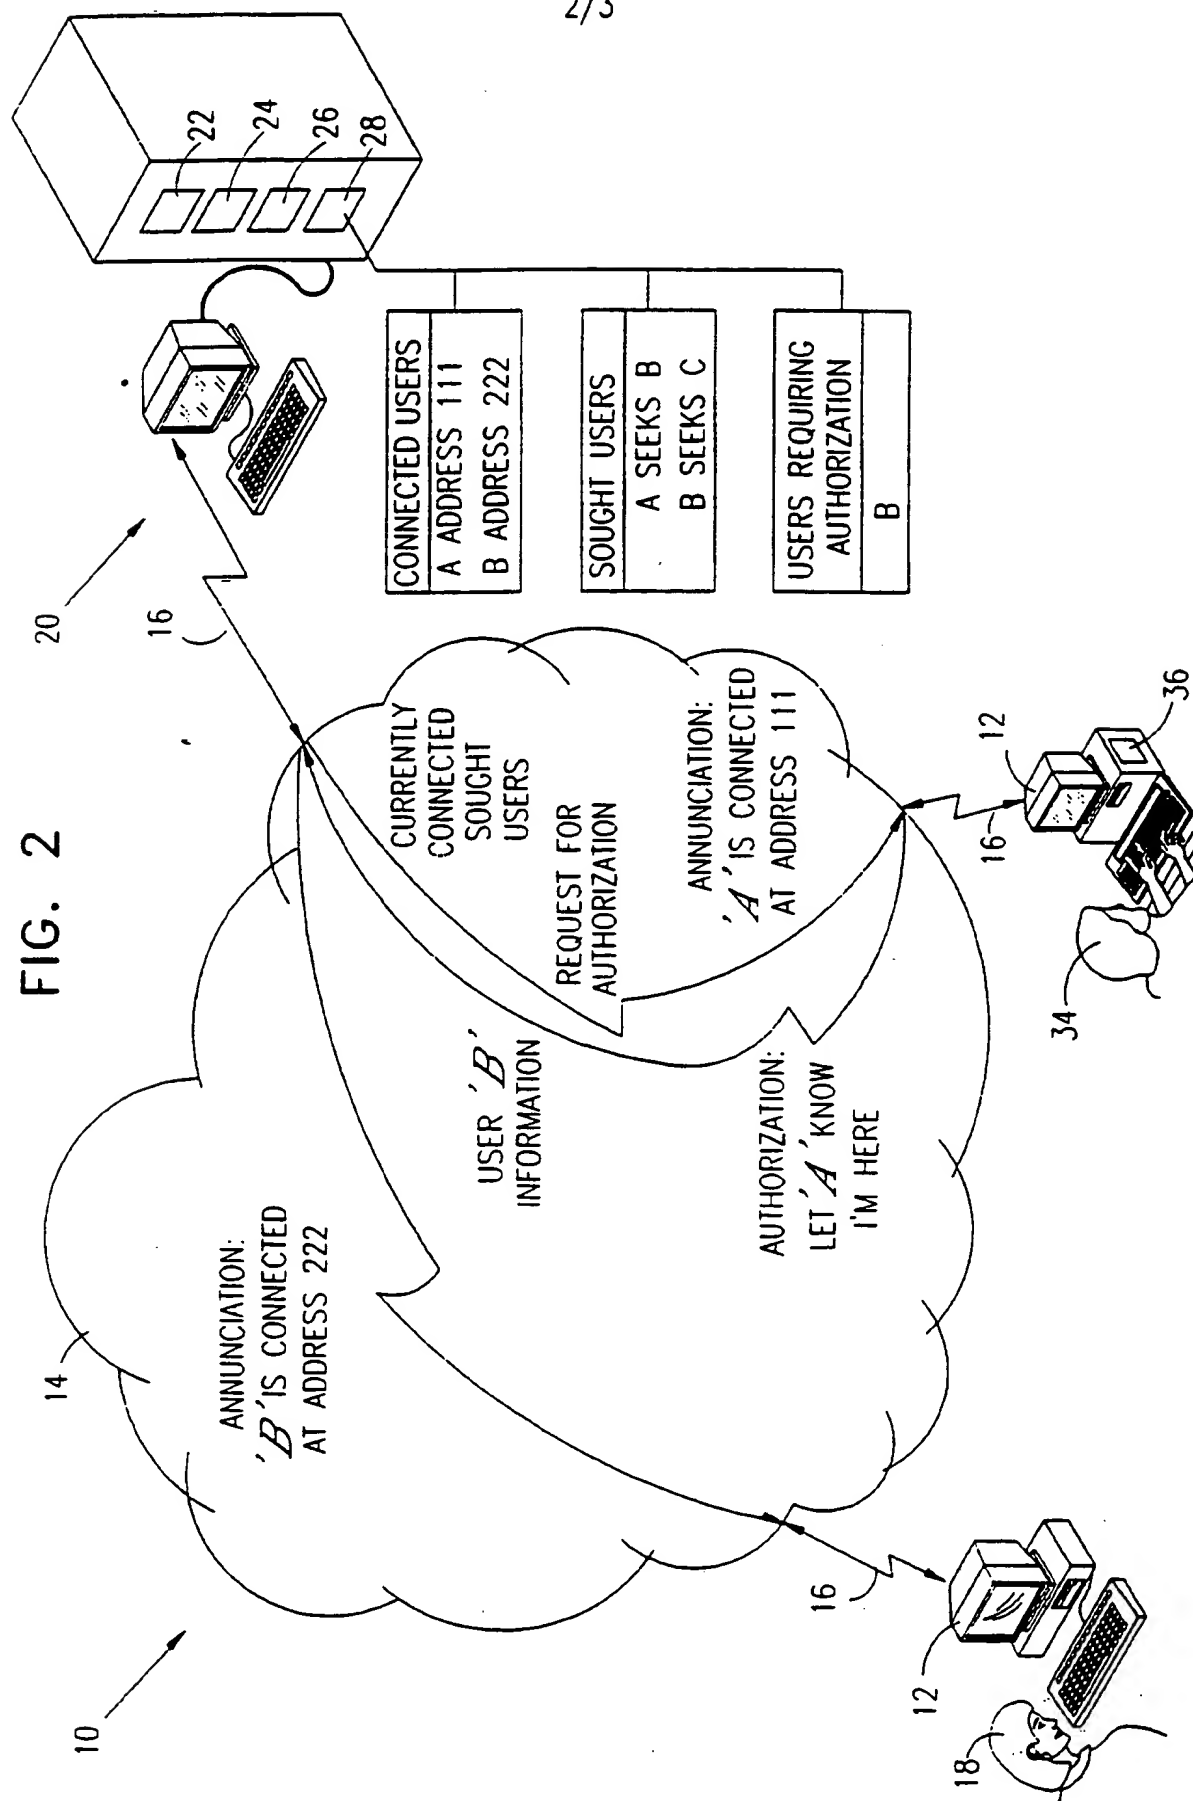 2/3
FIG. 2
10
14
20
22
24
26
28
16
CONNECTED USERS
A ADDRESS 111
B ADDRESS 222
SOUGHT USERS
A SEEKS B
B SEEKS C
USERS REQUIRING
AUTHORIZATION
B
ANNUNCIATION:
'B' IS CONNECTED
AT ADDRESS 222
USER 'B'
INFORMATION
CURRENTLY
CONNECTED
SOUGHT
USERS
REQUEST FOR
AUTHORIZATION
ANNUNCIATION:
'A' IS CONNECTED
AT ADDRESS 111
AUTHORIZATION:
LET 'A' KNOW
I'M HERE
16
12
18
16
12
34
36